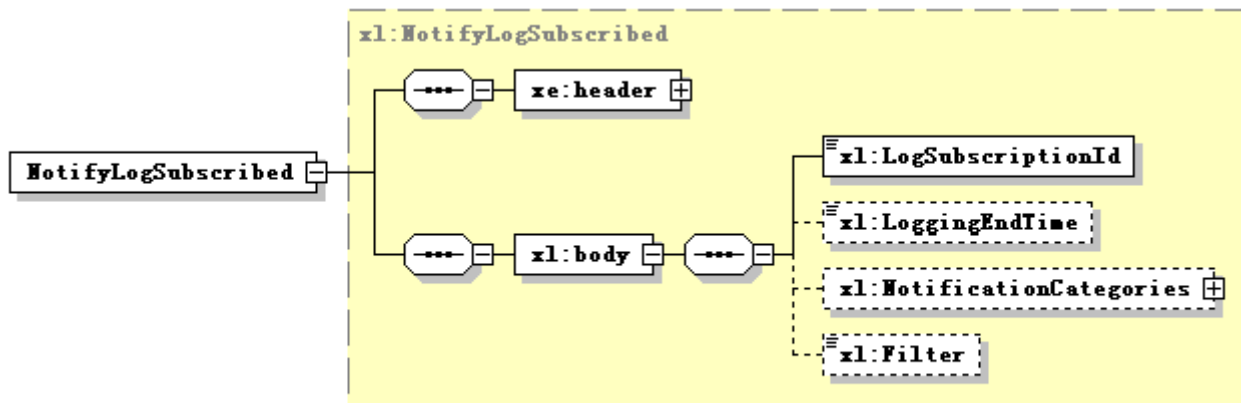 xl:NotifyLogSubscribed
xe:header
NotifyLogSubscribed
xl:LogSubscriptionId
xl:LoggingEndTime
xl:body
xl:NotificationCategories
xl:Filter